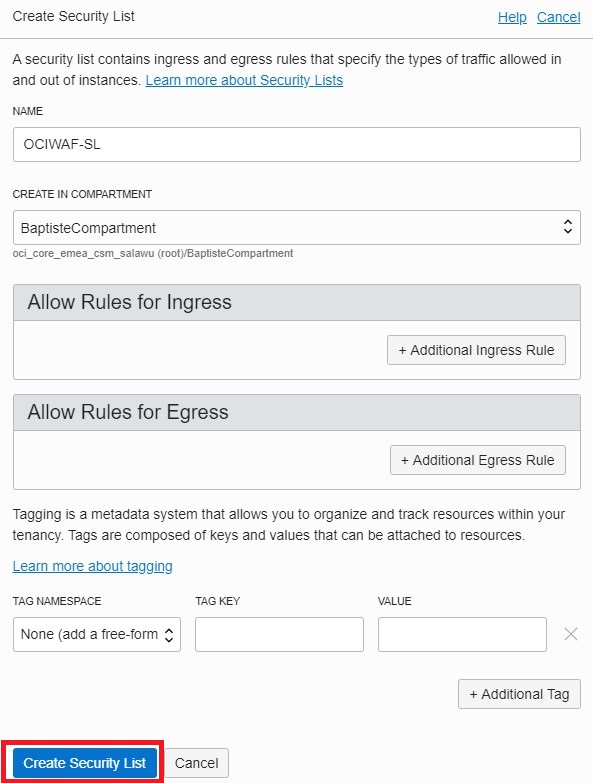 Create Security List
Help Cancel
A security list contains ingress and egress rules that specify the types of traffic allowed in
and out of instances. Learn more about Security Lists
NAME
OCIWAF-SL
CREATE IN COMPARTMENT
BaptisteCompartment
oci_core_emea_csm_salawu (root)/BaptisteCompartment
Allow Rules for Ingress
+ Additional Ingress Rule
Allow Rules for Egress
+ Additional Egress Rule
Tagging is a metadata system that allows you to organize and track resources within your
tenancy. Tags are composed of keys and values that can be attached to resources.
Learn more about tagging
TAG NAMESPACE TAG KEY VALUE
None (add a free-form
+ Additional Tag
Create Security List Cancel